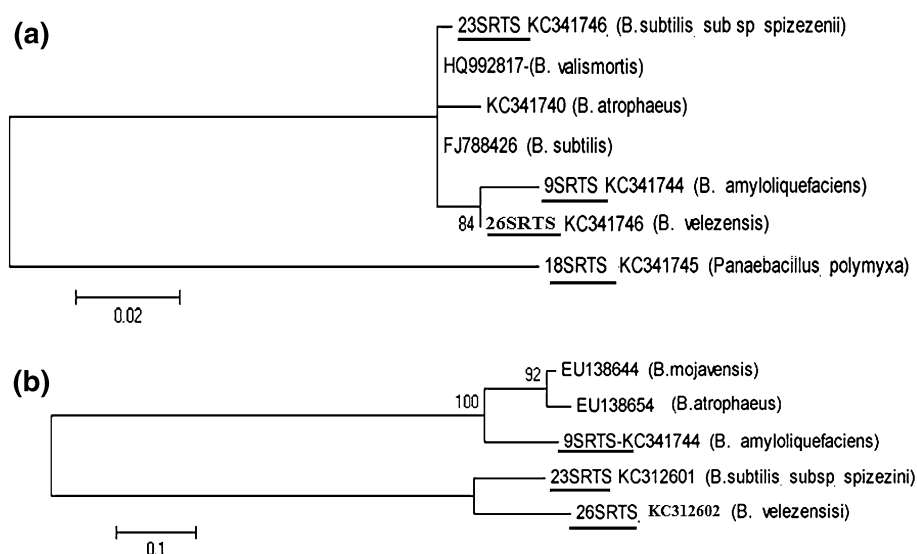 (a)
23SRTS KC341746 (B.subtilis sub sp spizezenii)
HQ992817-(B. valismortis)
KC341740 (B. atrophaeus)
FJ788426 (B. subtilis)
9SRTS KC341744 (B. amyloliquefaciens)
84 26SRTS KC341746 (B. velezensis)
18SRTS KC341745 (Panaebacillus polymyxa)
0.02
(b)
92 EU138644 (B.mojavensis)
100 EU138654 (B.atrophaeus)
9SRTS-KC341744 (B. amyloliquefaciens)
23SRTS KC312601 (B.subtilis subsp spizezini)
26SRTS KC312602 (B. velezensisi)
0.1